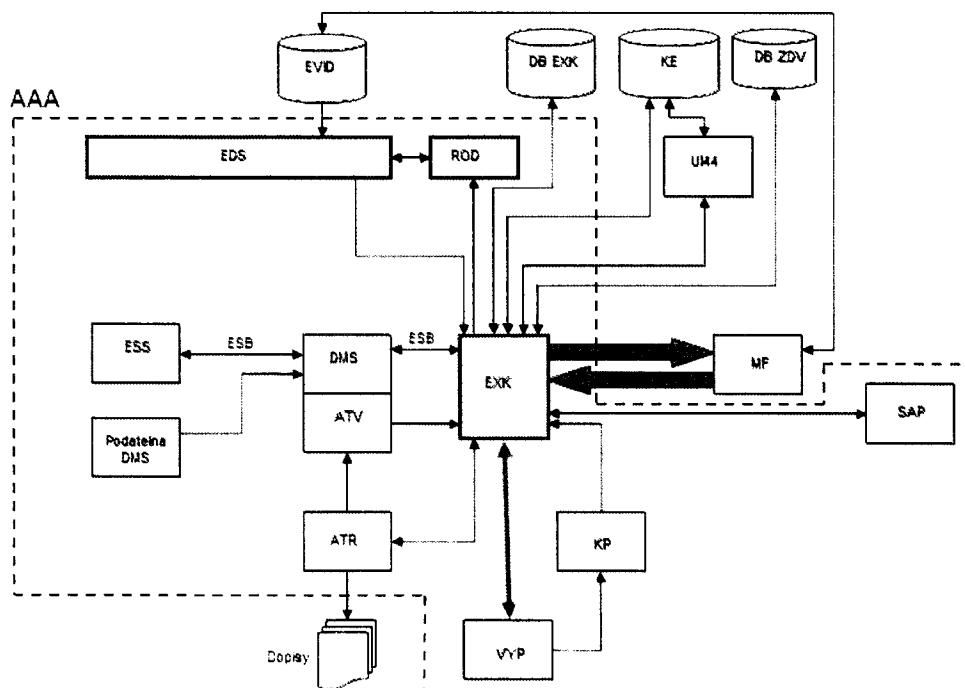 EVID
DB EXK
KE
DB ZDV
AAA
EDS
ROD
UM4
ESS
ESB
DMS
ESB
EXK
MF
SAP
ATV
Podatelna
DMS
ATR
KP
Dopisy
VYP